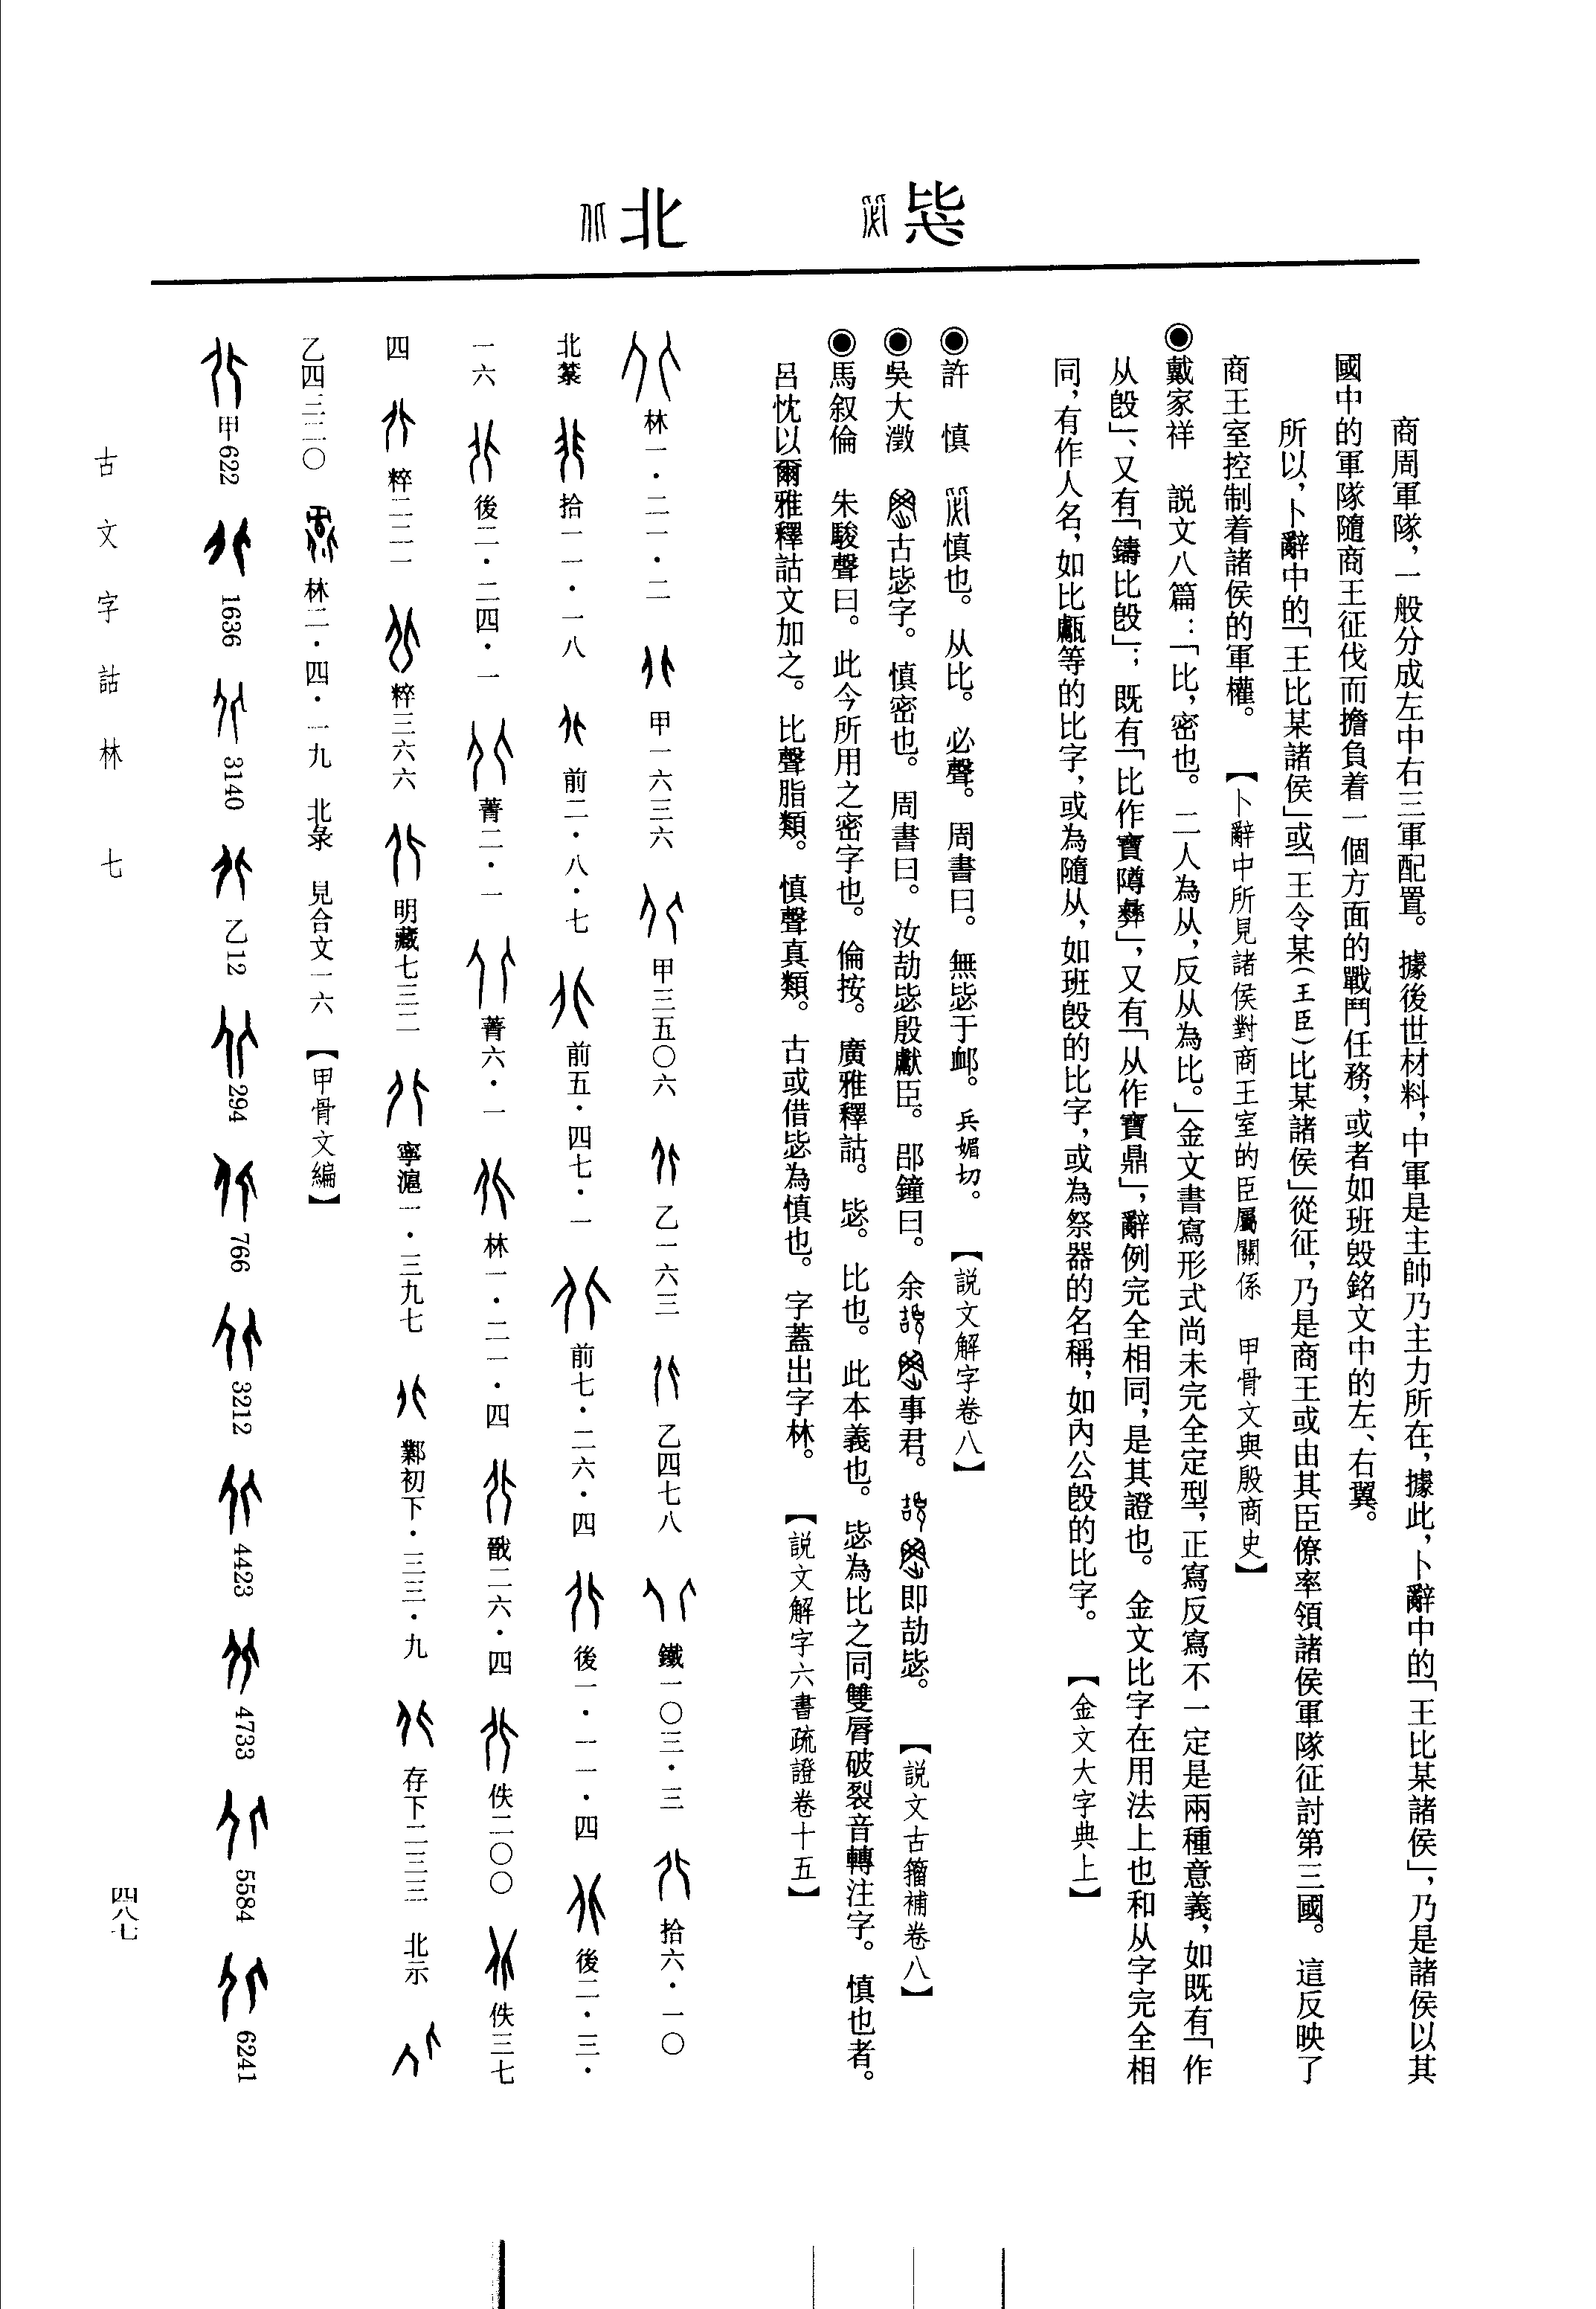 毖
北
商周軍隊，一般分成左中右三軍配置。據後世材料，中軍是主帥乃主力所在，據此，卜辭中的「王比某諸侯」，乃是諸侯以其
國中的軍隊隨商王征伐而擔負着一個方面的戰鬥任務，或者如班毁銘文中的左、右翼。
所以，卜辭中的「王比某諸侯」或「王令某（王臣）比某諸侯」從征，乃是商王或由其臣僚率領諸侯軍隊征討第三國。這反映了
商王室控制着諸侯的軍權。【卜辭中所見諸侯對商王室的臣屬關係　甲骨文與殷商史】
◉戴家祥　說文八篇：「比，密也。二人為从，反从為比。」金文書寫形式尚未完全定型，正寫反寫不一定是兩種意義，如既有「作
从𣪘」、又有「鑄比𣪘」；既有「比作寶障彝」，又有「从作寶鼎」，辭例完全相同，是其證也。金文比字在用法上也和从字完全相
同，有作人名，如比甗等的比字，或為隨从，如班𣪘的比字，或為祭器的名稱，如內公𣪘的比字。【金文大字典上】
◉許　慎　慎也。从比。必聲。周書曰。無毖于卹。兵媚切。【說文解字卷八】
◉吳大澂　古毖字。慎密也。周書曰。汝劼毖殷獻臣。郘鐘曰。余事君。即劼毖。【說文古籀補卷八】
◉馬叙倫　朱駿聲曰。此今所用之密字也。倫按。廣雅釋詁。毖。比也。此本義也。毖為比之同雙脣破裂音轉注字。慎也者。
呂忱以爾雅釋詁文加之。比聲脂類。慎聲真類。古或借毖為慎也。字蓋出字林。【說文解字六書疏證卷十五】
林一・二一・二　甲一六三六　甲三五〇六　乙一六三　乙四七八　鐵一〇三・三　拾六・一〇
北　拾一一・一八　前二・八・七　前五・四七・一　前七・二六・四　後一・一一・四　後二・三・
一六　後二・二四・一　菁二・一　菁六・一　林一・二一・四　戩二六・四　佚二〇〇　佚三七
四　粹二二一　粹三六六　明藏七三二　寧滬一・三九七　鄴初下・三三・九　存下二三三　北示
乙四三二〇　林二・四・一九　北彔　見合文一六　【甲骨文編】
甲622　1636　3140　乙12　294　766　3212　4423　4733　5584　6241
古文字詁林　七
四八七